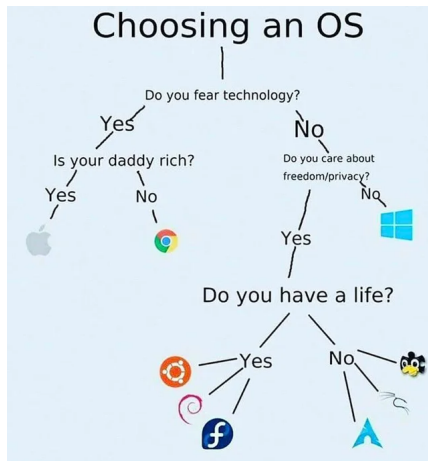 Choosing an OS
Do you fear technology?
Yes
No
Is your daddy rich?
Do you care about
freedom/privacy?
Yes
No
No
Yes
Do you have a life?
Yes
No